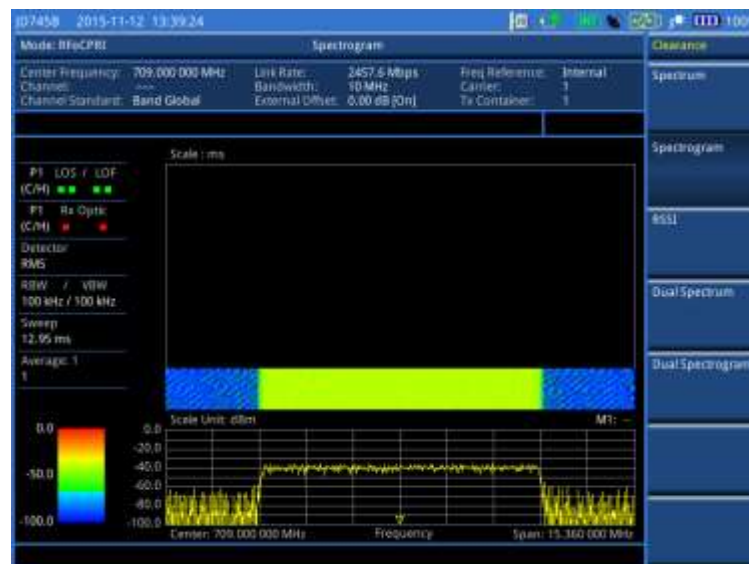 JD745B 2015-11-12 13:39:24
100
Mode: RFoCPRI Spectrogram
Clearance
Center Frequency: 709.000 000 MHz Link Rate: 2457.6 Mbps Freq Reference: Internal
Channel: --- Bandwidth: 10 MHz Carrier: 1
Channel Standard: Band Global External Offset: 0.00 dB [On] Tx Container: 1
Spectrum
Spectrogram
RSSI
Dual Spectrum
Dual Spectrogram
Scale : ms
P1 LOS / LOF
(C/H)
P1 Rx Optic
(C/H)
Detector
RMS
RBW / VBW
100 kHz / 100 kHz
Sweep
12.95 ms
Average: 1
1
Scale Unit: dBm M1: --
0.0
-50.0
-100.0
0.0
-20.0
-40.0
-60.0
-80.0
-100.0
Center: 709.000 000 MHz Frequency Span: 15.360 000 MHz